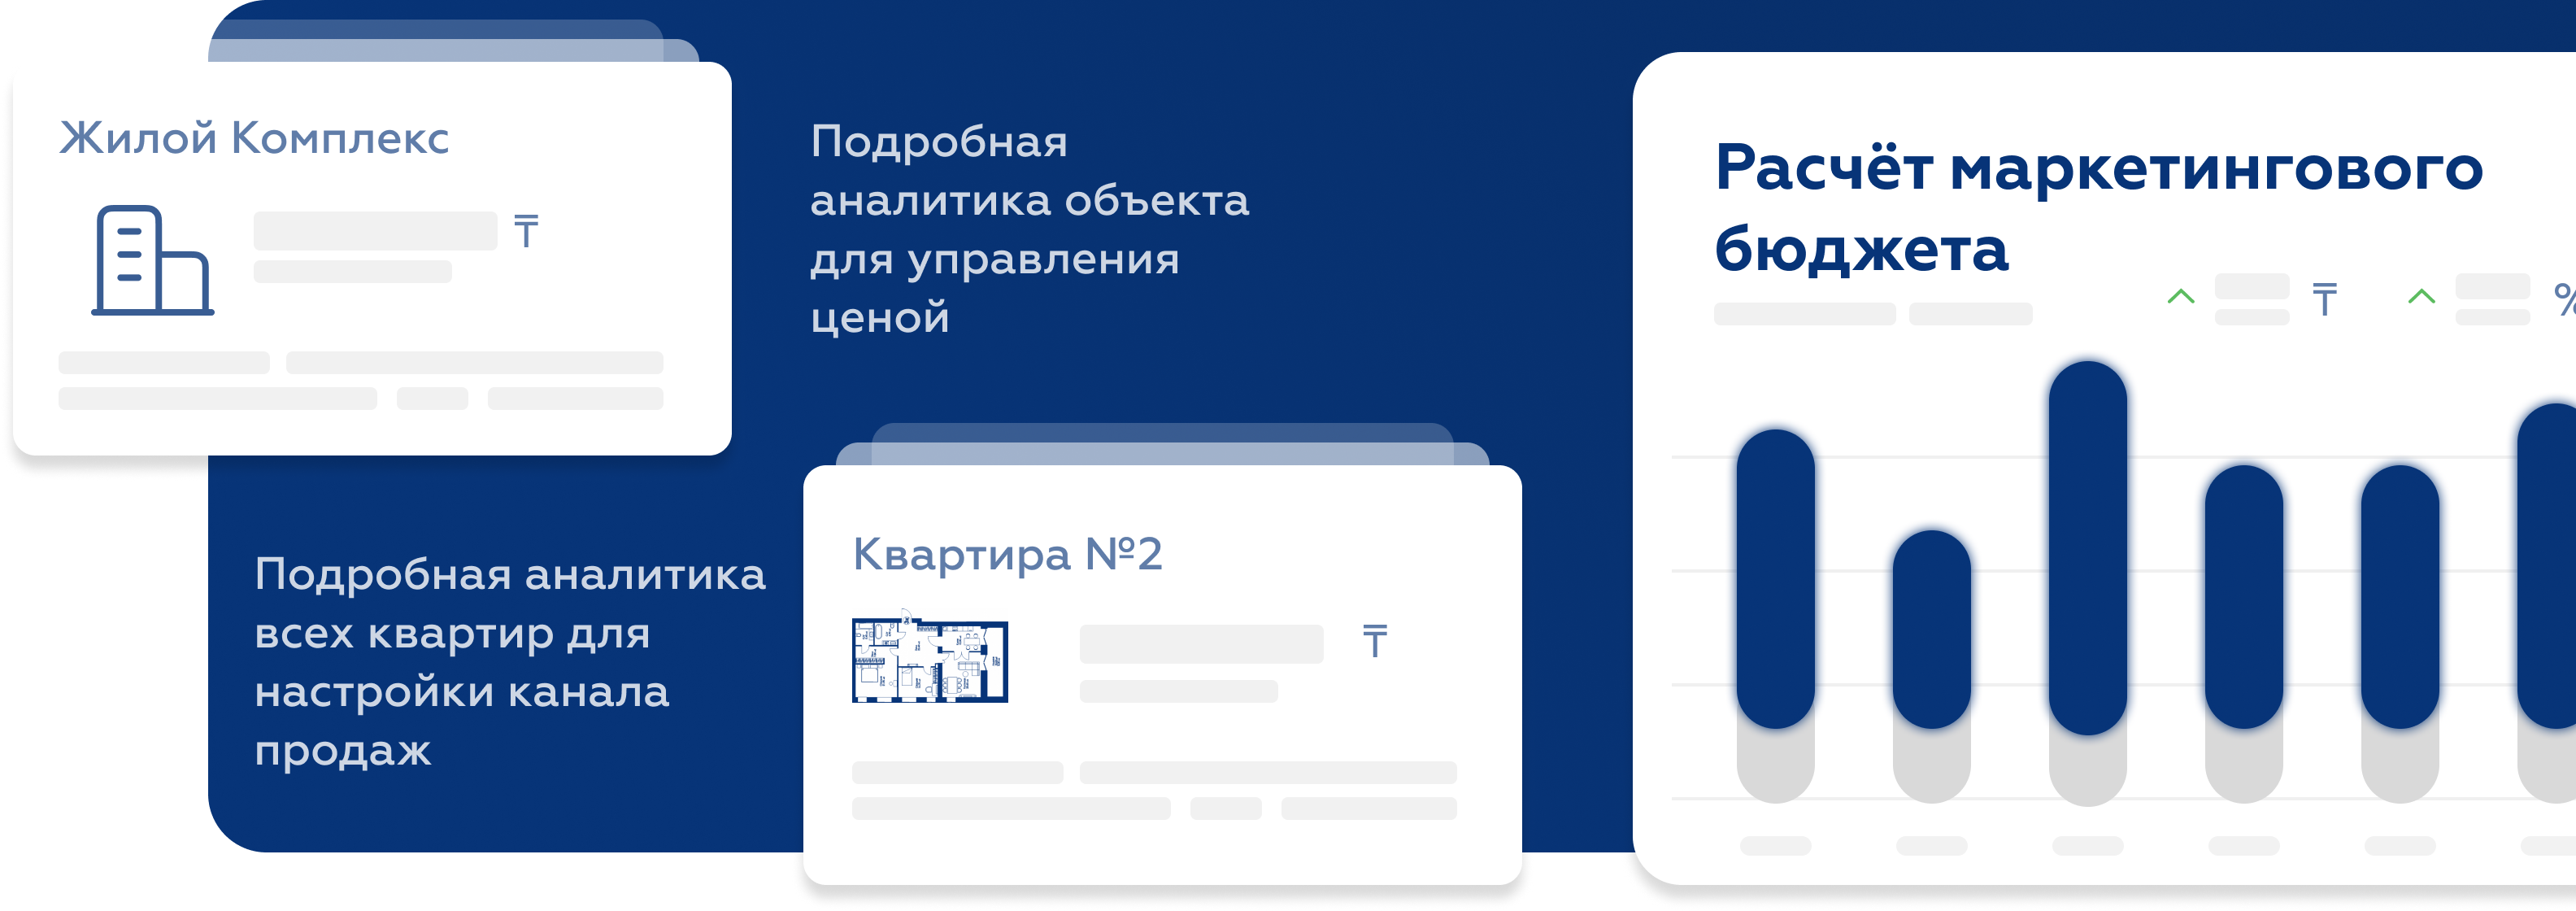 Жилой Комплекс
₸
Подробная
аналитика объекта
для управления
ценой
Подробная аналитика
всех квартир для
настройки канала
продаж
Квартира №2
₸
Расчёт маркетингового
бюджета
₸
%